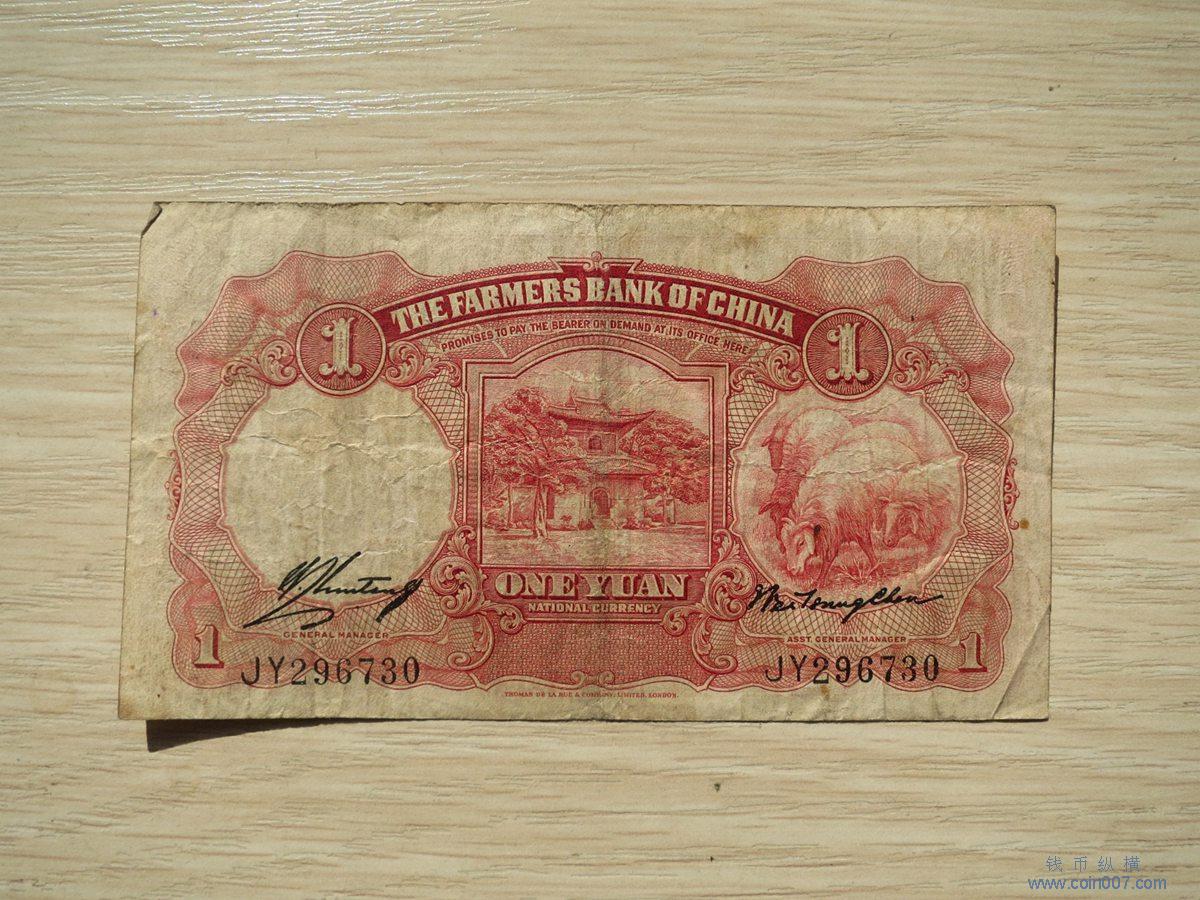 THE FARMERS BANK OF CHINA
PROMISES TO PAY THE BEARER ON DEMAND AT ITS OFFICE HERE
1
1
ONE YUAN
NATIONAL CURRENCY
GENERAL MANAGER
ASST. GENERAL MANAGER
1
JY296730
JY296730
1
THOMAS DE LA RUE & COMPANY, LIMITED, LONDON.
钱币纵横
www.coin007.com